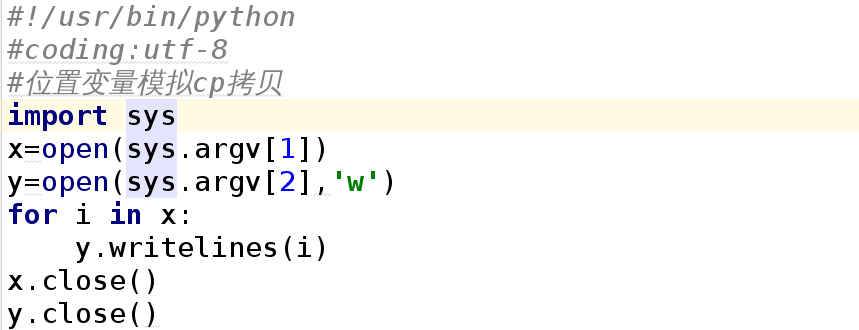 #!/usr/bin/python
#coding:utf-8
#位置变量模拟cp拷贝
import sys
x=open(sys.argv[1])
y=open(sys.argv[2],'w')
for i in x:
    y.writelines(i)
x.close()
y.close()